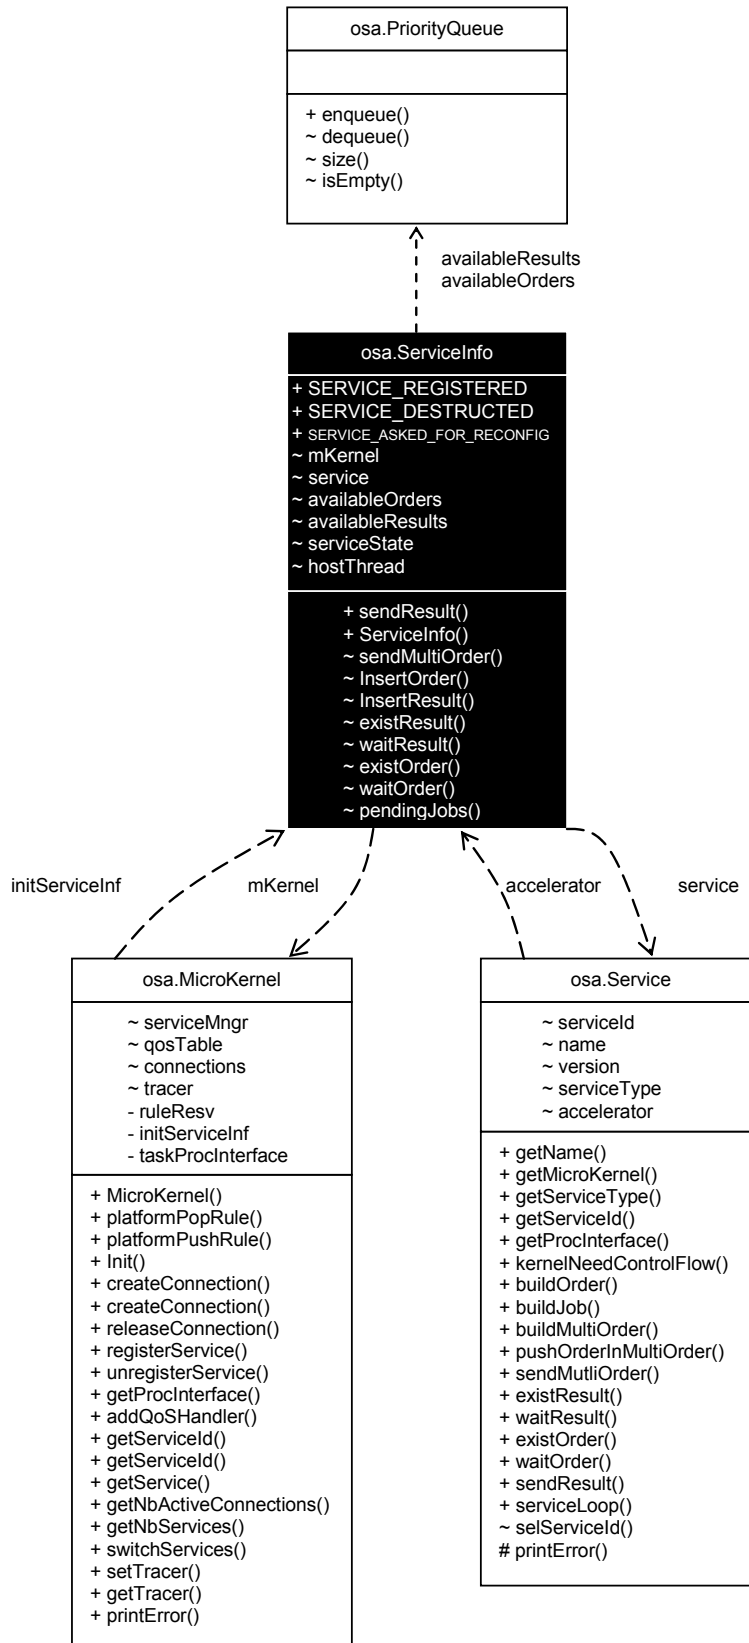 osa.PriorityQueue
+ enqueue()
~ dequeue()
~ size()
~ isEmpty()
availableResults
availableOrders
osa.ServiceInfo
+ SERVICE_REGISTERED
+ SERVICE_DESTRUCTED
+ SERVICE_ASKED_FOR_RECONFIG
~ mKernel
~ service
~ availableOrders
~ availableResults
~ serviceState
~ hostThread
+ sendResult()
+ ServiceInfo()
~ sendMultiOrder()
~ InsertOrder()
~ InsertResult()
~ existResult()
~ waitResult()
~ existOrder()
~ waitOrder()
~ pendingJobs()
initServiceInf
mKernel
accelerator
service
osa.MicroKernel
~ serviceMngr
~ qosTable
~ connections
~ tracer
- ruleResv
- initServiceInf
- taskProcInterface
+ MicroKernel()
+ platformPopRule()
+ platformPushRule()
+ Init()
+ createConnection()
+ createConnection()
+ releaseConnection()
+ registerService()
+ unregisterService()
+ getProcInterface()
+ addQoSHandler()
+ getServiceId()
+ getServiceId()
+ getService()
+ getNbActiveConnections()
+ getNbServices()
+ switchServices()
+ setTracer()
+ getTracer()
+ printError()
osa.Service
~ serviceId
~ name
~ version
~ serviceType
~ accelerator
+ getName()
+ getMicroKernel()
+ getServiceType()
+ getServiceId()
+ getProcInterface()
+ kernelNeedControlFlow()
+ buildOrder()
+ buildJob()
+ buildMultiOrder()
+ pushOrderInMultiOrder()
+ sendMutliOrder()
+ existResult()
+ waitResult()
+ existOrder()
+ waitOrder()
+ sendResult()
+ serviceLoop()
~ selServiceId()
# printError()